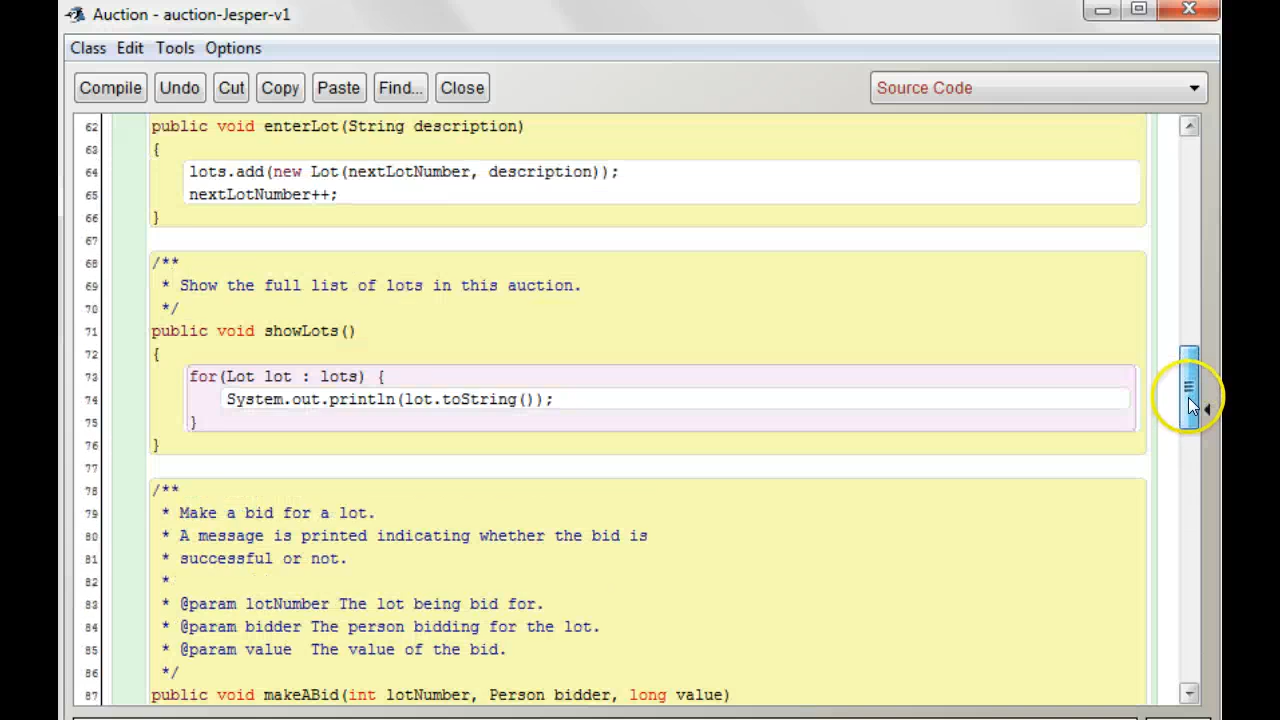 Auction - auction-Jesper-v1
Class Edit Tools Options
Compile Undo Cut Copy Paste Find... Close Source Code
62 public void enterLot(String description)
63 {
64 lots.add(new Lot(nextLotNumber, description));
65 nextLotNumber++;
66 }
67
68 /**
69 * Show the full list of lots in this auction.
70 */
71 public void showLots()
72 {
73 for(Lot lot : lots) {
74 System.out.println(lot.toString());
75 }
76 }
77
78 /**
79 * Make a bid for a lot.
80 * A message is printed indicating whether the bid is
81 * successful or not.
82 *
83 * @param lotNumber The lot being bid for.
84 * @param bidder The person bidding for the lot.
85 * @param value  The value of the bid.
86 */
87 public void makeABid(int lotNumber, Person bidder, long value)